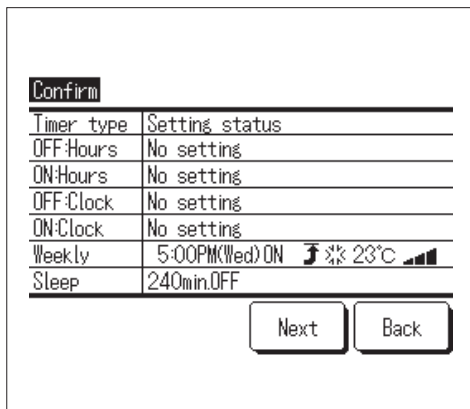 Confirm
Timer type Setting status
OFF:Hours No setting
ON:Hours No setting
OFF:Clock No setting
ON:Clock No setting
Weekly 5:00PM(Wed)ON 23°C
Sleep 240min.OFF
Next Back